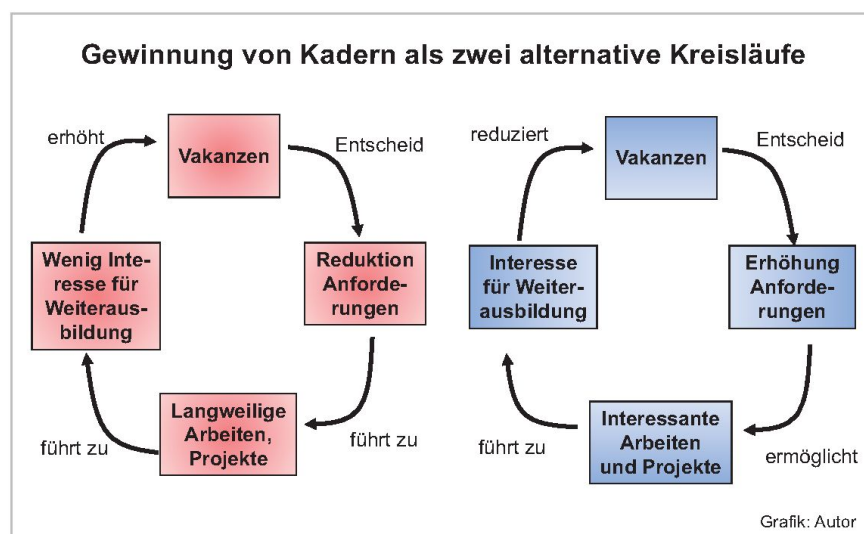 Gewinnung von Kadern als zwei alternative Kreisläufe
erhöht
Vakanzen
Entscheid
Reduktion
Anforde-
rungen
führt zu
Langweilige
Arbeiten,
Projekte
führt zu
Wenig Inte-
resse für
Weiteraus-
bildung
reduziert
Vakanzen
Entscheid
Erhöhung
Anforde-
rungen
ermöglicht
Interessante
Arbeiten
und Projekte
führt zu
Interesse
für Weiter-
ausbildung
Grafik: Autor